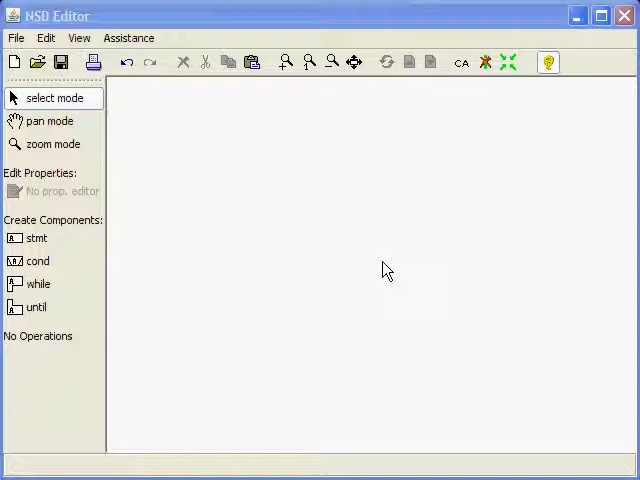 NSD Editor
File Edit View Assistance
CA
select mode
pan mode
zoom mode
Edit Properties:
No prop. editor
Create Components:
stmt
cond
while
until
No Operations